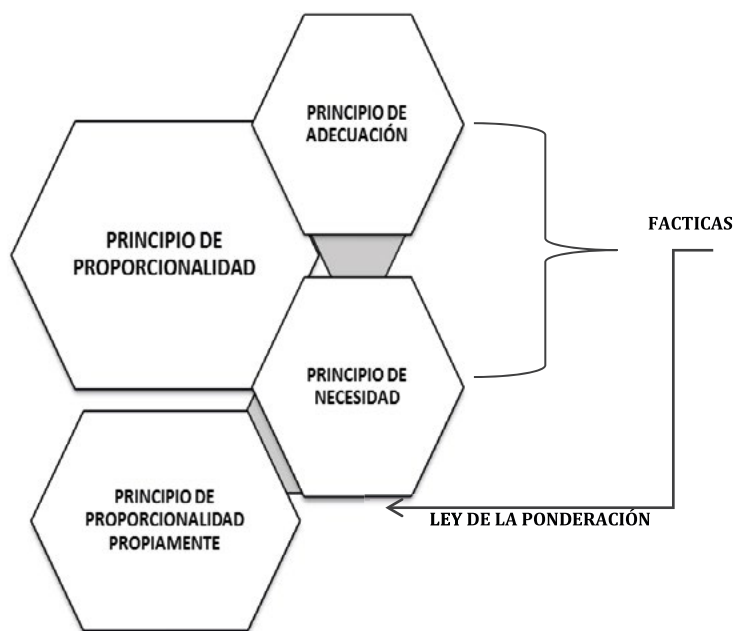 PRINCIPIO DE
ADECUACIÓN
PRINCIPIO DE
PROPORCIONALIDAD
FACTICAS
PRINCIPIO DE
NECESIDAD
PRINCIPIO DE
PROPORCIONALIDAD
PROPIAMENTE
LEY DE LA PONDERACIÓN